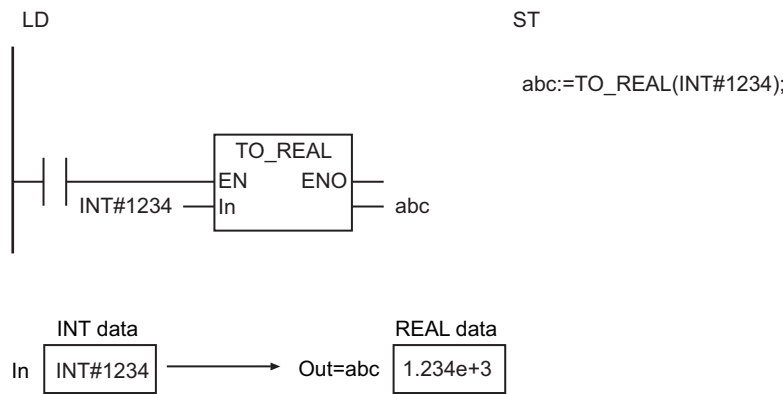 LD
ST
abc:=TO_REAL(INT#1234);
TO_REAL
EN ENO
INT#1234 In abc
INT data REAL data
In INT#1234 Out=abc 1.234e+3